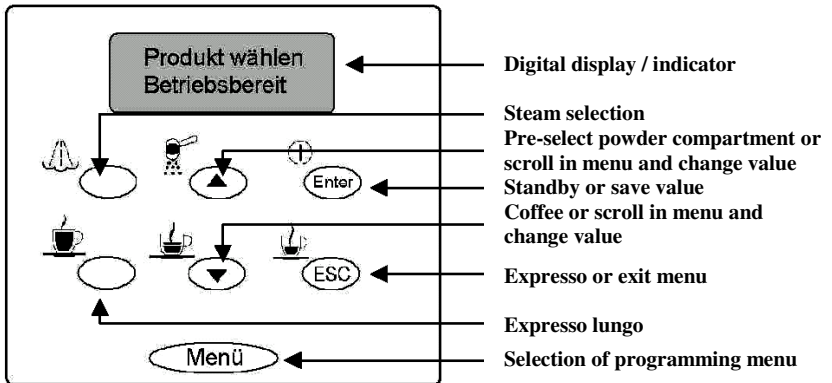 Produkt wählen
Betriebsbereit
Digital display / indicator
Steam selection
Pre-select powder compartment or
scroll in menu and change value
Enter
Standby or save value
Coffee or scroll in menu and
change value
ESC
Expresso or exit menu
Expresso lungo
Menü
Selection of programming menu